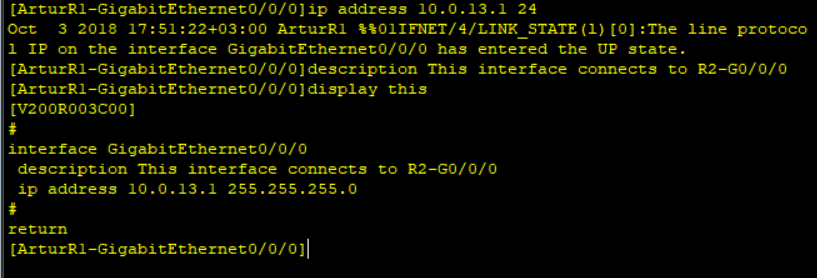 [ArturR1-GigabitEthernet0/0/0]ip address 10.0.13.1 24
Oct  3 2018 17:51:22+03:00 ArturR1 %%01IFNET/4/LINK_STATE(l)[0]:The line protoco
l IP on the interface GigabitEthernet0/0/0 has entered the UP state.
[ArturR1-GigabitEthernet0/0/0]description This interface connects to R2-G0/0/0
[ArturR1-GigabitEthernet0/0/0]display this
[V200R003C00]
#
interface GigabitEthernet0/0/0
 description This interface connects to R2-G0/0/0
 ip address 10.0.13.1 255.255.255.0
#
return
[ArturR1-GigabitEthernet0/0/0]